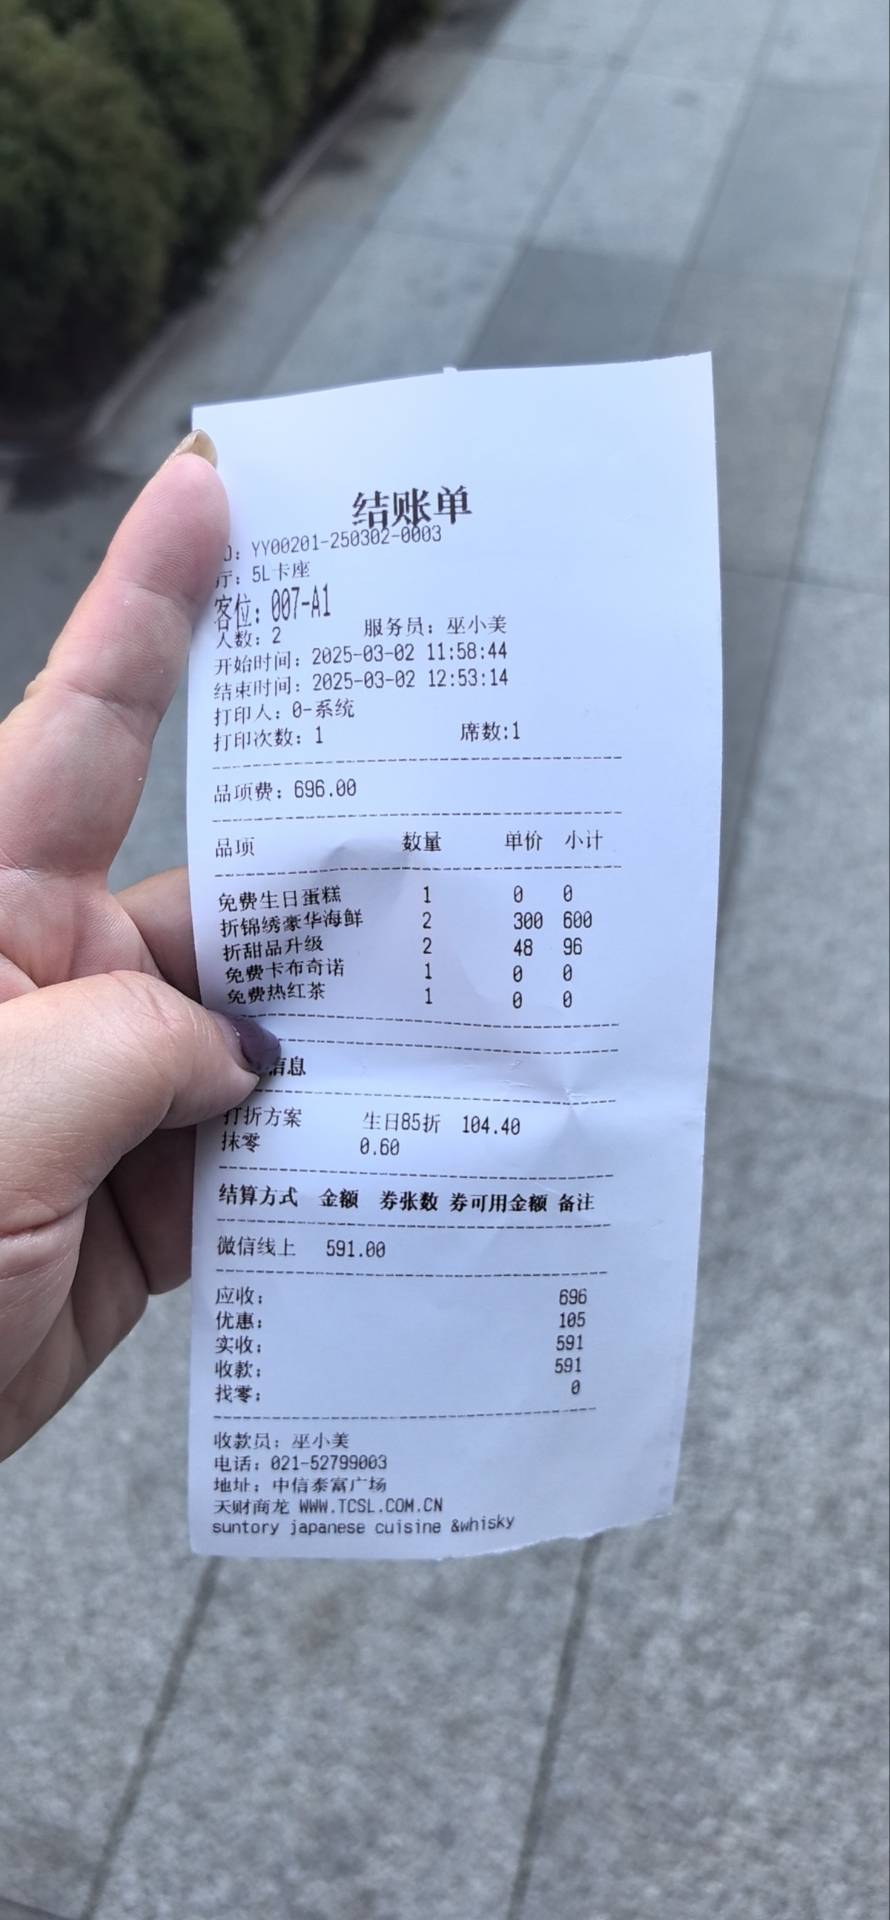 结账单
: YY00201-250302-0003
厅: 5L卡座
客位: 007-A1
人数: 2 服务员: 巫小美
开始时间: 2025-03-02 11:58:44
结束时间: 2025-03-02 12:53:14
打印人: 0-系统
打印次数: 1 席数:1
品项费: 696.00
品项 数量 单价 小计
免费生日蛋糕 1 0 0
折锦绣豪华海鲜 2 300 600
折甜品升级 2 48 96
免费卡布奇诺 1 0 0
免费热红茶 1 0 0
信息
打折方案 生日85折 104.40
抹零 0.60
结算方式 金额 券张数 券可用金额 备注
微信线上 591.00
应收: 696
优惠: 105
实收: 591
收款: 591
找零: 0
收款员: 巫小美
电话: 021-52799003
地址: 中信泰富广场
天财商龙 WWW.TCSL.COM.CN
suntory japanese cuisine &whisky